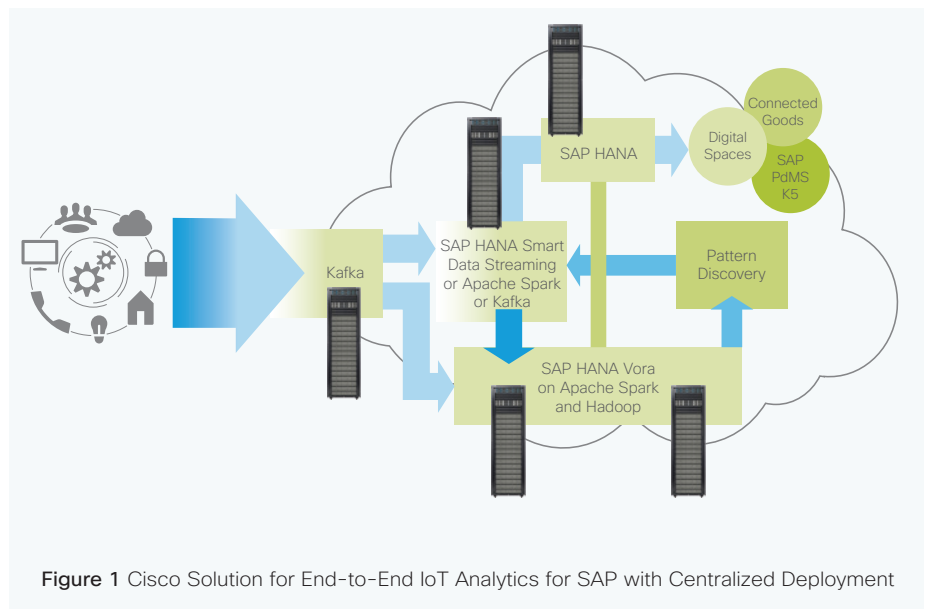 Connected
Goods
Digital
Spaces
SAP HANA
SAP
PdMS
K5
Kafka
SAP HANA Smart
Data Streaming
or Apache Spark
or Kafka
Pattern
Discovery
SAP HANA Vora
on Apache Spark
and Hadoop
Figure 1 Cisco Solution for End-to-End IoT Analytics for SAP with Centralized Deployment